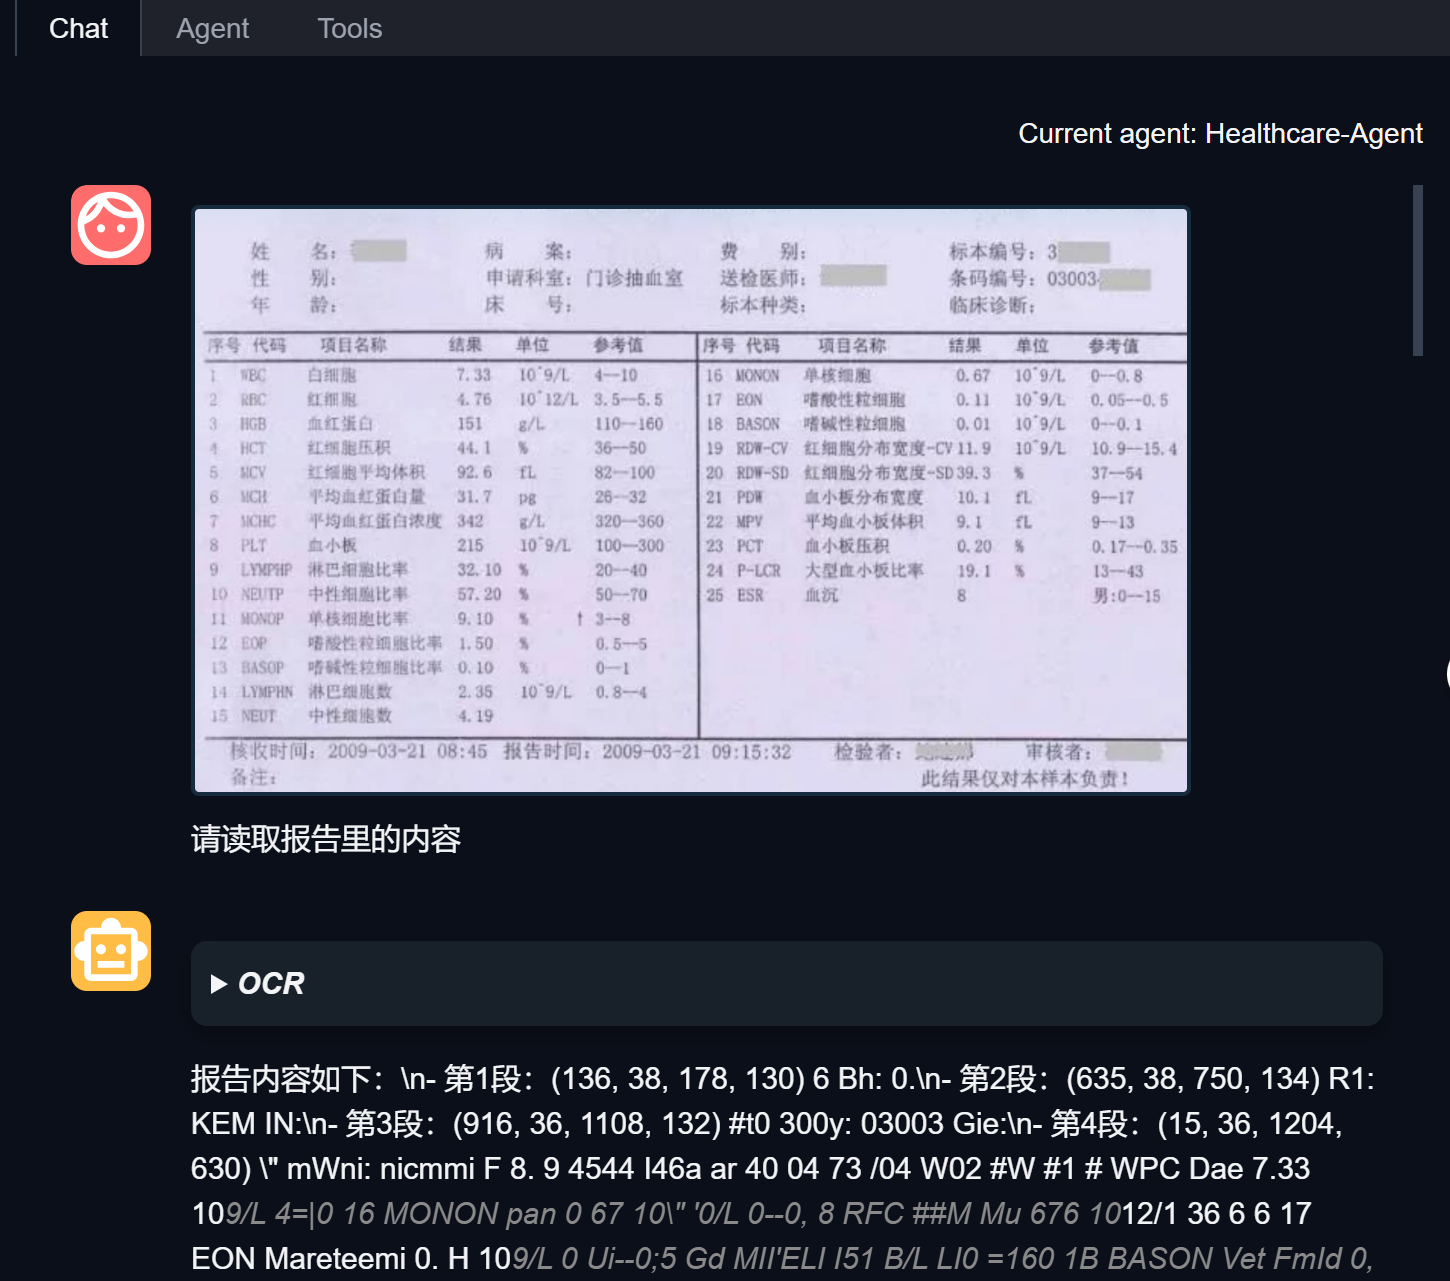 Chat Agent Tools
Current agent: Healthcare-Agent
姓 名： 病 案： 费 别： 标本编号：3
性 别： 申请科室：门诊抽血室 送检医师： 条码编号：03003-
年 龄： 床 号： 标本种类： 临床诊断：
序号 代码 项目名称 结果 单位 参考值 序号 代码 项目名称 结果 单位 参考值
1 WBC 白细胞 7.33 10^9/L 4--10 16 MONON 单核细胞 0.67 10^9/L 0--0.8
2 RBC 红细胞 4.76 10^12/L 3.5--5.5 17 EON 嗜酸性粒细胞 0.11 10^9/L 0.05--0.5
3 HGB 血红蛋白 151 g/L 110--160 18 BASON 嗜碱性粒细胞 0.01 10^9/L 0--0.1
4 HCT 红细胞压积 44.1 % 36--50 19 RDW-CV 红细胞分布宽度-CV 11.9 10^9/L 10.9--15.4
5 MCV 红细胞平均体积 92.6 fL 82--100 20 RDW-SD 红细胞分布宽度-SD 39.3 % 37--54
6 MCH 平均血红蛋白量 31.7 pg 26--32 21 PDW 血小板分布宽度 10.1 fL 9--17
7 MCHC 平均血红蛋白浓度 342 g/L 320--360 22 MPV 平均血小板体积 9.1 fL 9--13
8 PLT 血小板 215 10^9/L 100--300 23 PCT 血小板压积 0.20 % 0.17--0.35
9 LYMPHP 淋巴细胞比率 32.10 % 20--40 24 P-LCR 大型血小板比率 19.1 % 13--43
10 NEUTP 中性细胞比率 57.20 % 50--70 25 ESR 血沉 8 男:0--15
11 MONOP 单核细胞比率 9.10 % ↑ 3--8
12 EOP 嗜酸性粒细胞比率 1.50 % 0.5--5
13 BASOP 嗜碱性粒细胞比率 0.10 % 0--1
14 LYMPHN 淋巴细胞数 2.35 10^9/L 0.8--4
15 NEUT 中性细胞数 4.19
核收时间：2009-03-21 08:45 报告时间：2009-03-21 09:15:32 检验者： 审核者：
备注： 此结果仅对本样本负责！
请读取报告里的内容
▶ OCR
报告内容如下：\n- 第1段：(136, 38, 178, 130) 6 Bh: 0.\n- 第2段：(635, 38, 750, 134) R1:
KEM IN:\n- 第3段：(916, 36, 1108, 132) #t0 300y: 03003 Gie:\n- 第4段：(15, 36, 1204,
630) \" mWni: nicmmi F 8. 9 4544 I46a ar 40 04 73 /04 W02 #W #1 # WPC Dae 7.33
109/L 4=|0 16 MONON pan 0 67 10\" '0/L 0--0, 8 RFC ##M Mu 676 1012/1 36 6 6 17
EON Mareteemi 0. H 109/L 0 Ui--0;5 Gd MII'ELI I51 B/L LI0 =160 1B BASON Vet FmId 0,